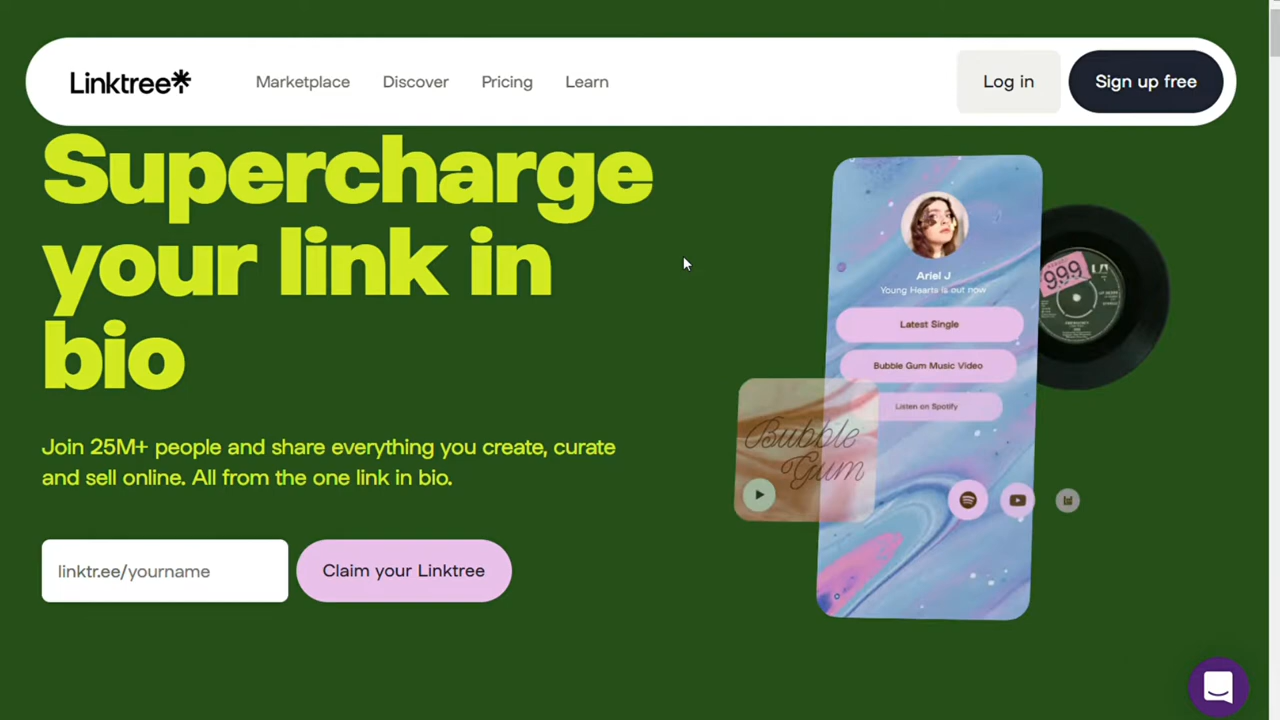 Linktree
Marketplace
Discover
Pricing
Learn
Log in
Sign up free
Supercharge
your link in
bio
Join 25M+ people and share everything you create, curate
and sell online. All from the one link in bio.
linktr.ee/yourname
Claim your Linktree
Ariel J
Young Hearts is out now
Latest Single
Bubble Gum Music Video
Listen on Spotify
Bubble
Gum
999